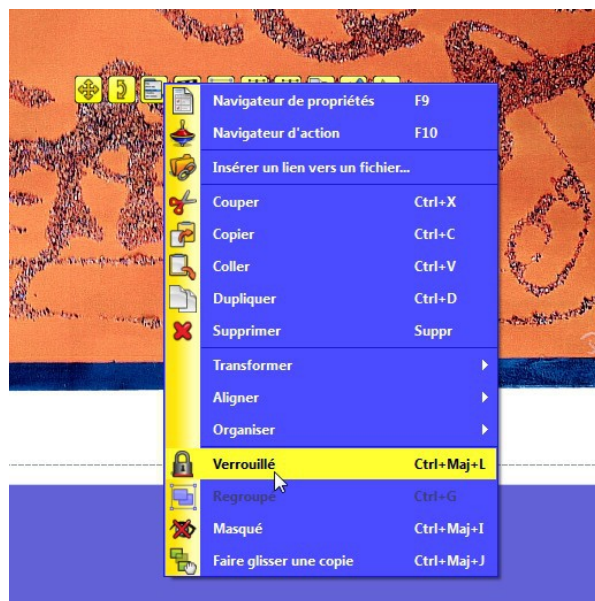 Navigateur de propriétés F9
Navigateur d'action F10
Insérer un lien vers un fichier...
Couper Ctrl+X
Copier Ctrl+C
Coller Ctrl+V
Dupliquer Ctrl+D
Supprimer Suppr
Transformer
Aligner
Organiser
Verrouillé Ctrl+Maj+L
Regroupé Ctrl+G
Masqué Ctrl+Maj+I
Faire glisser une copie Ctrl+Maj+J